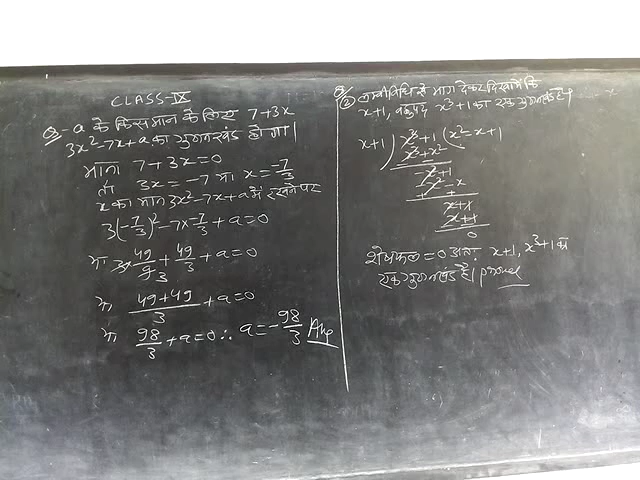 CLASS-IX
Q-a के किस मान के लिए 7+3x
3x²-7x+a का गुणनखंड होगा।
माना 7+3x=0
तो 3x=-7 या x=-7/3
x का मान 3x²-7x+a में रखने पर
3(-7/3)²-7x-7/3+a=0
या 3x49/9+49/3+a=0
या (49+49)/3+a=0
या 98/3+a=0 ∴ a=-98/3 Ans
Q/2 लम्बी विधि से भाग देकर दिखायें कि
x+1, बहुपद x³+1 का एक गुणनखंड है।
x+1) x³+1 (x²-x+1
x³+x²
-x²+1
-x²-x
x+1
x+1
0
शेषफल=0 अतः x+1, x³+1 का
एक गुणनखंड है। proved